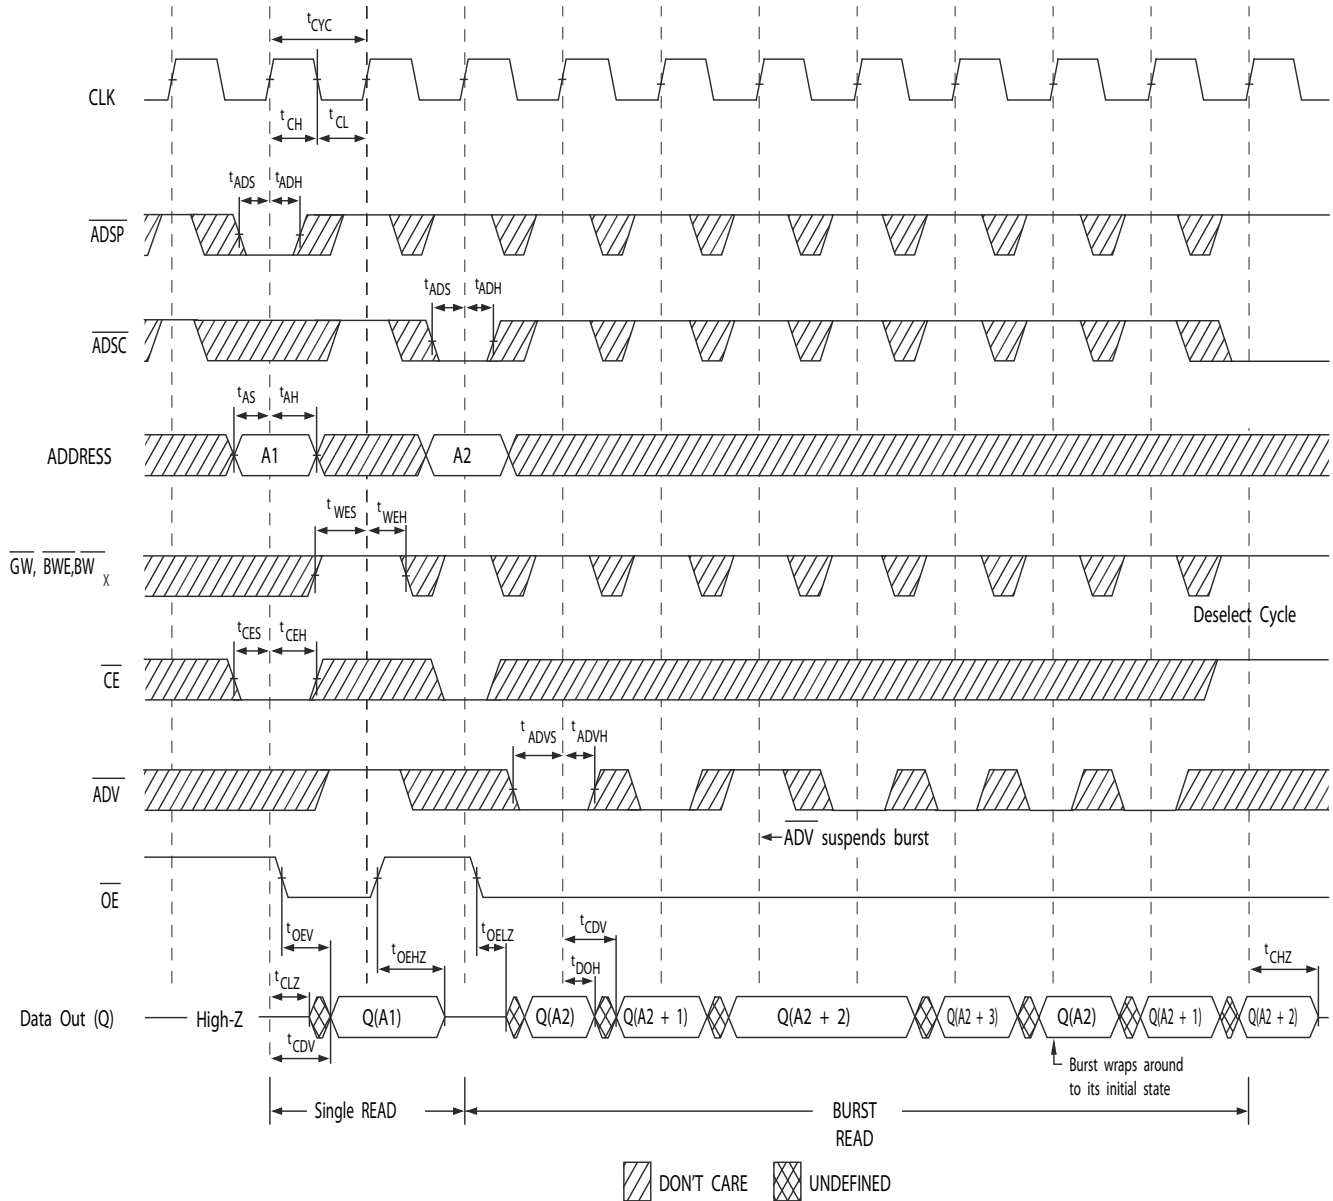 tCYC
CLK
tCH
tCL
tADS
tADH
ADSP
tADS
tADH
ADSC
tAS
tAH
ADDRESS
A1
A2
tWES
tWEH
GW, BWE,BW X
Deselect Cycle
tCES
tCEH
CE
tADVS
tADVH
ADV
ADV suspends burst
OE
tOEV
tOEHZ
tOELZ
tCDV
tDOH
tCLZ
tCHZ
Data Out (Q)
High-Z
Q(A1)
Q(A2)
Q(A2 + 1)
Q(A2 + 2)
Q(A2 + 3)
Q(A2)
Q(A2 + 1)
Q(A2 + 2)
tCDV
Burst wraps around
to its initial state
Single READ
BURST
READ
DON'T CARE
UNDEFINED